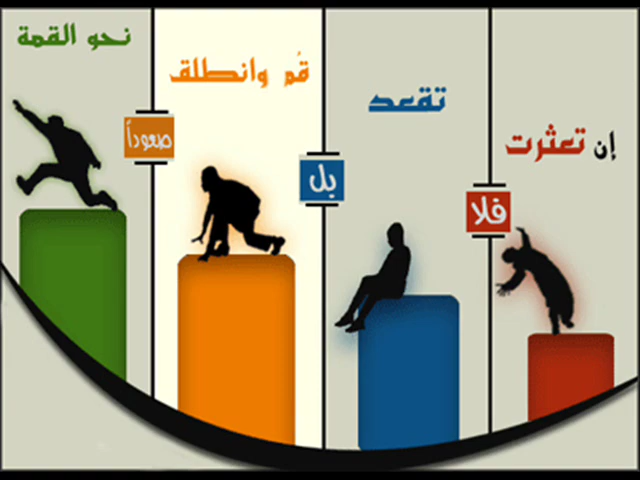 إن تعثرت
فلا
تقعد
بل
قُم وانطلق
صعوداً
نحو القمة